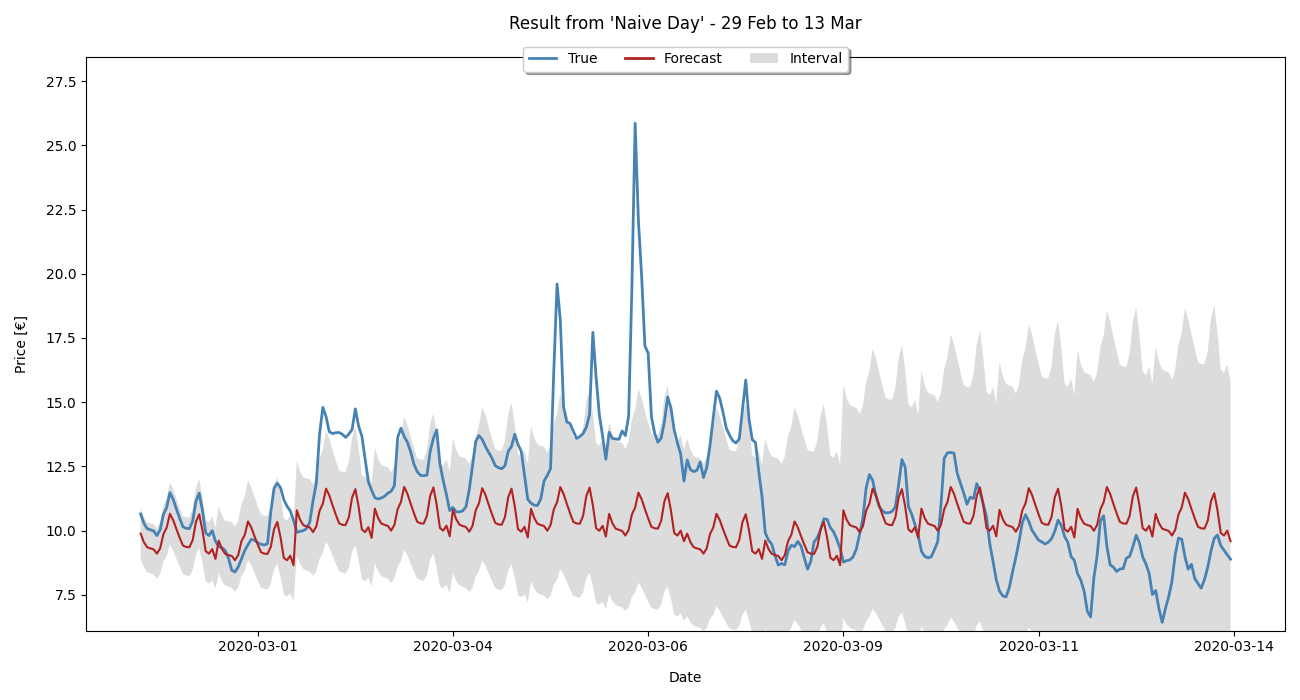 Result from 'Naive Day' - 29 Feb to 13 Mar
True Forecast Interval
27.5
25.0
22.5
20.0
17.5
15.0
12.5
10.0
7.5
Price [€]
2020-03-01 2020-03-04 2020-03-06 2020-03-09 2020-03-11 2020-03-14
Date